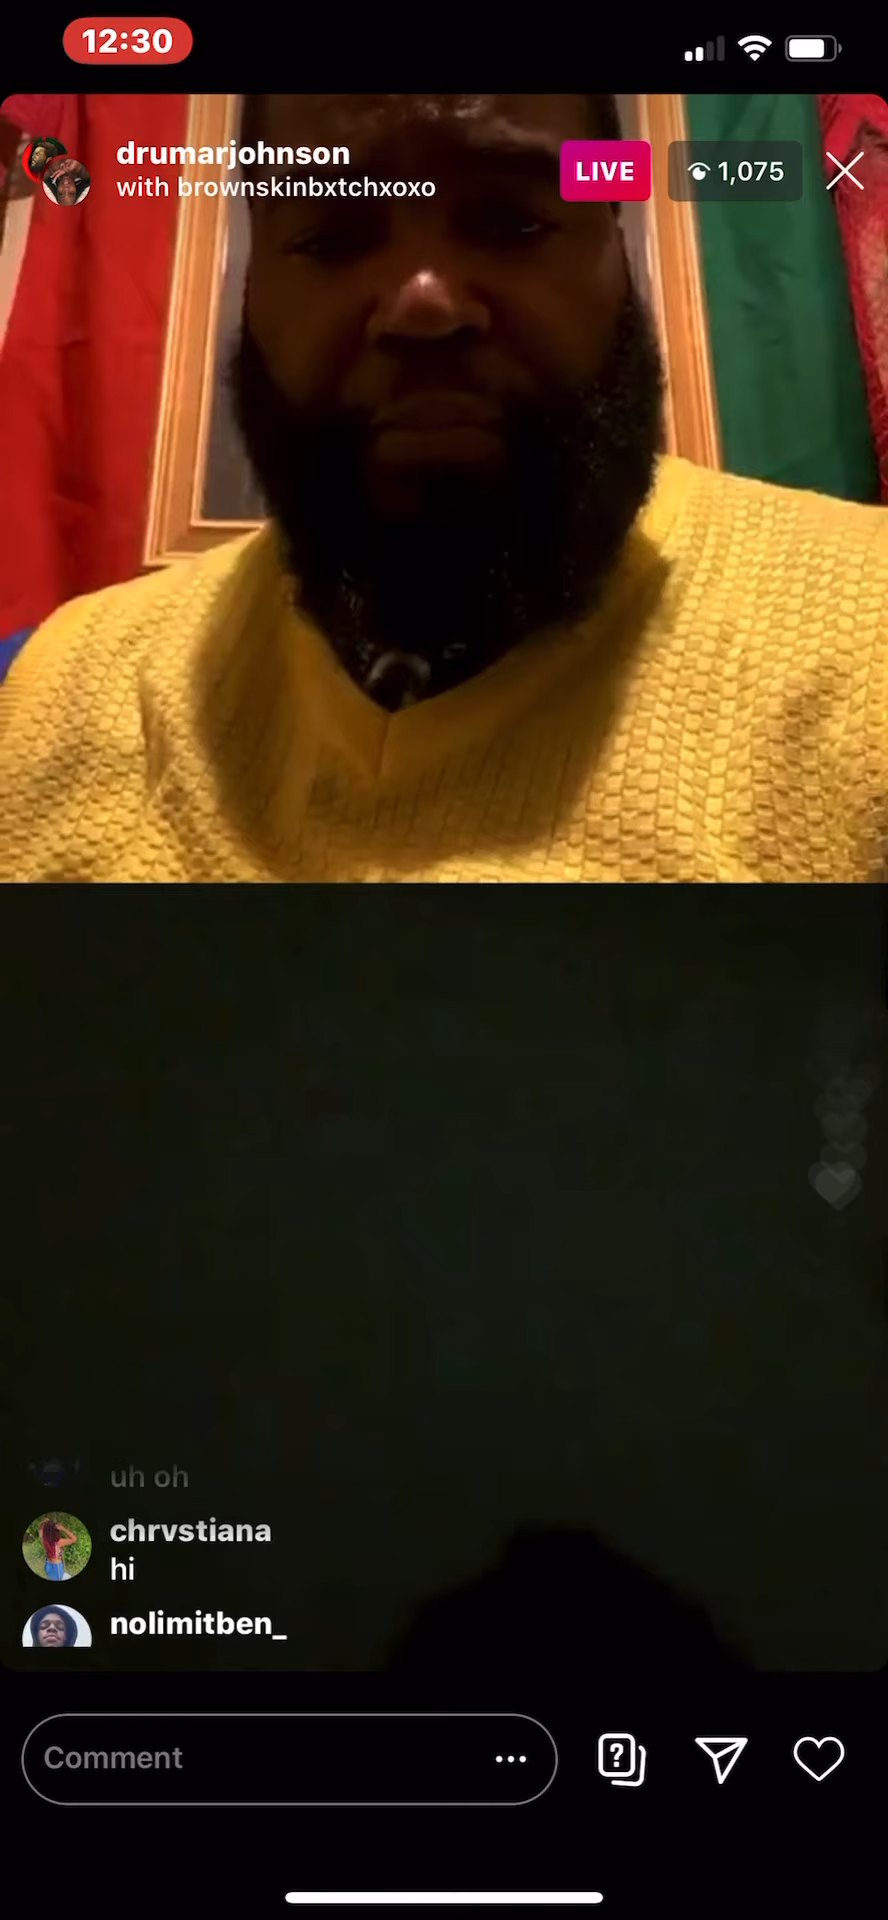 12:30
drumarjohnson
with brownskinbxtchxoxo
LIVE
1,075
uh oh
chrvstiana
hi
nolimitben_
Comment